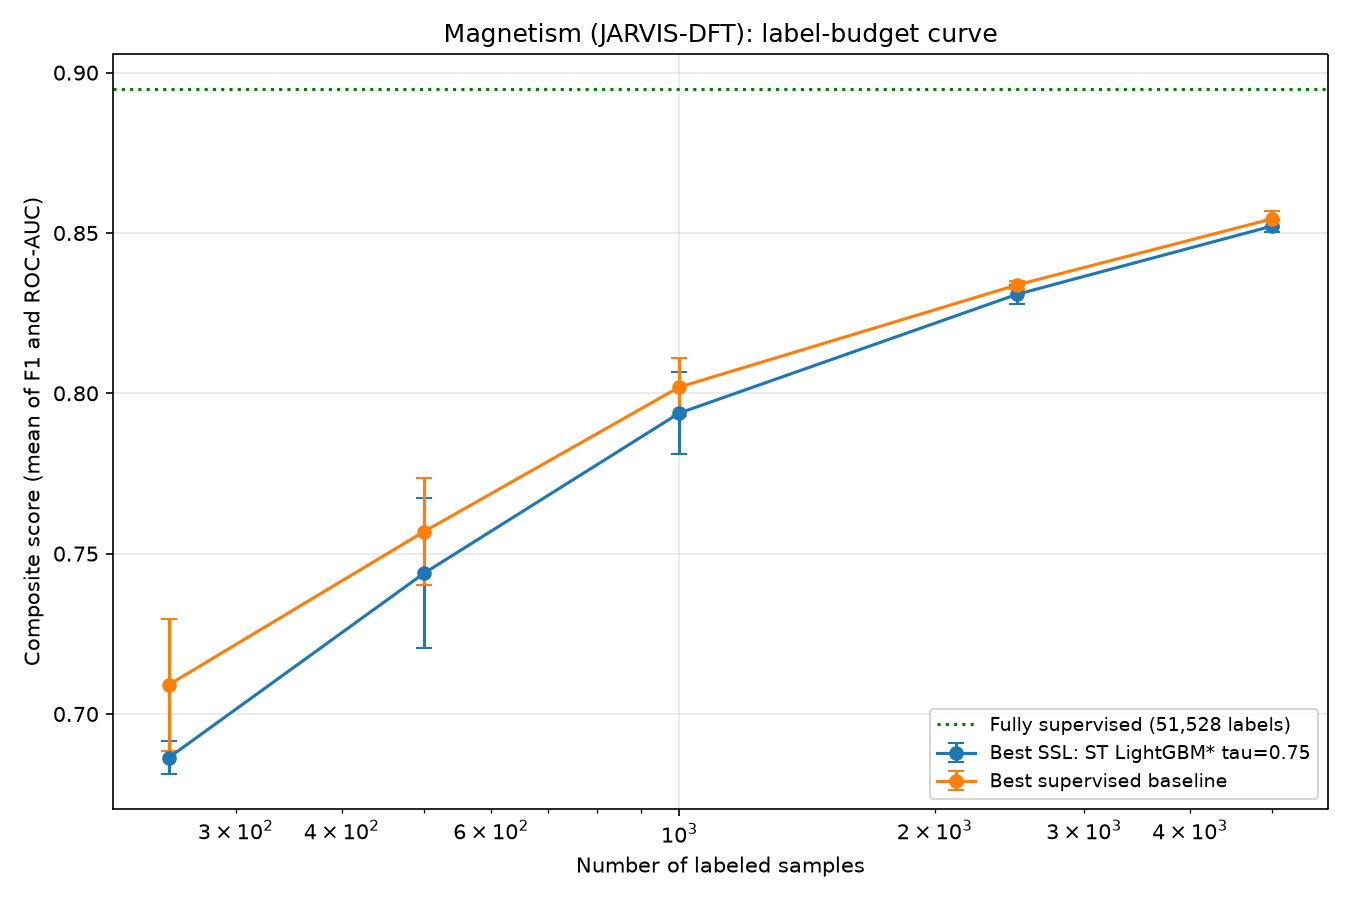 Magnetism (JARVIS-DFT): label-budget curve
Composite score (mean of F1 and ROC-AUC)
0.90
0.85
0.80
0.75
0.70
Fully supervised (51,528 labels)
Best SSL: ST LightGBM* tau=0.75
Best supervised baseline
3 × 10² 4 × 10² 6 × 10² 10³ 2 × 10³ 3 × 10³ 4 × 10³
Number of labeled samples